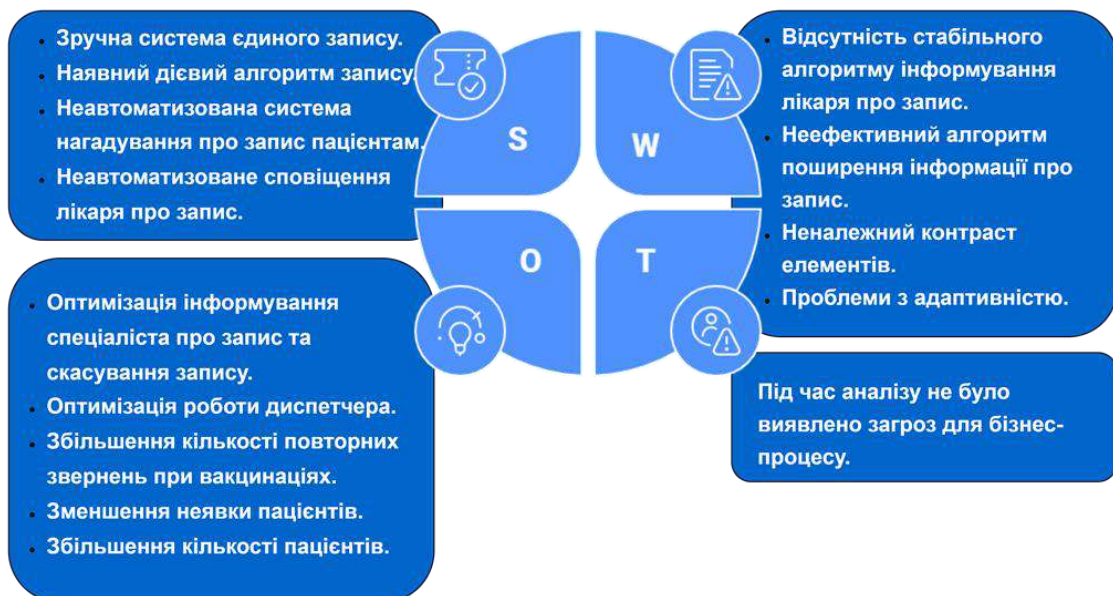 Зручна система єдиного запису.
Наявний дієвий алгоритм запису.
Неавтоматизована система
нагадування про запис пацієнтам.
Неавтоматизоване сповіщення
лікаря про запис.
S
W
Відсутність стабільного
алгоритму інформування
лікаря про запис.
Неефективний алгоритм
поширення інформації про
запис.
Неналежний контраст
елементів.
Проблеми з адаптивністю.
O
T
Оптимізація інформування
спеціаліста про запис та
скасування запису.
Оптимізація роботи диспетчера.
Збільшення кількості повторних
звернень при вакцинаціях.
Зменшення неявки пацієнтів.
Збільшення кількості пацієнтів.
Під час аналізу не було
виявлено загроз для бізнес-
процесу.